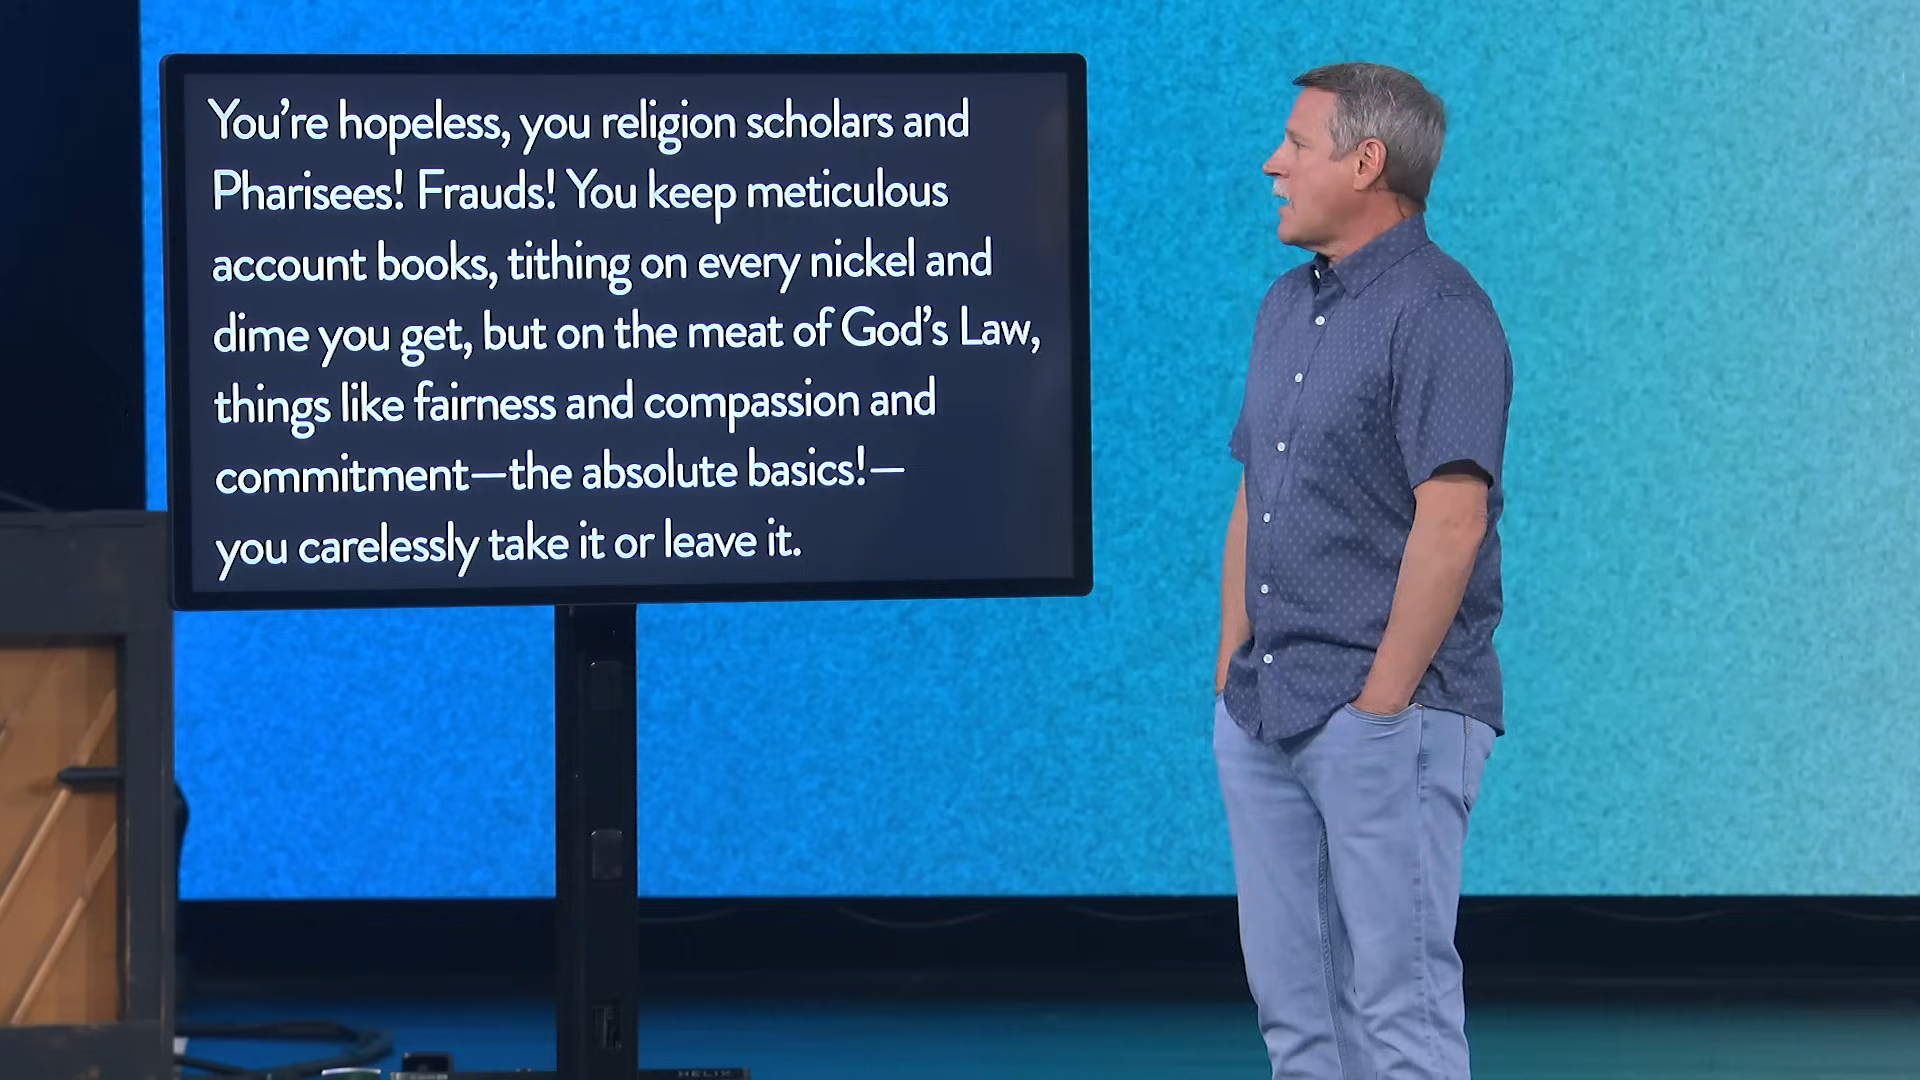 You're hopeless, you religion scholars and
Pharisees! Frauds! You keep meticulous
account books, tithing on every nickel and
dime you get, but on the meat of God's Law,
things like fairness and compassion and
commitment—the absolute basics!—
you carelessly take it or leave it.
HELIX